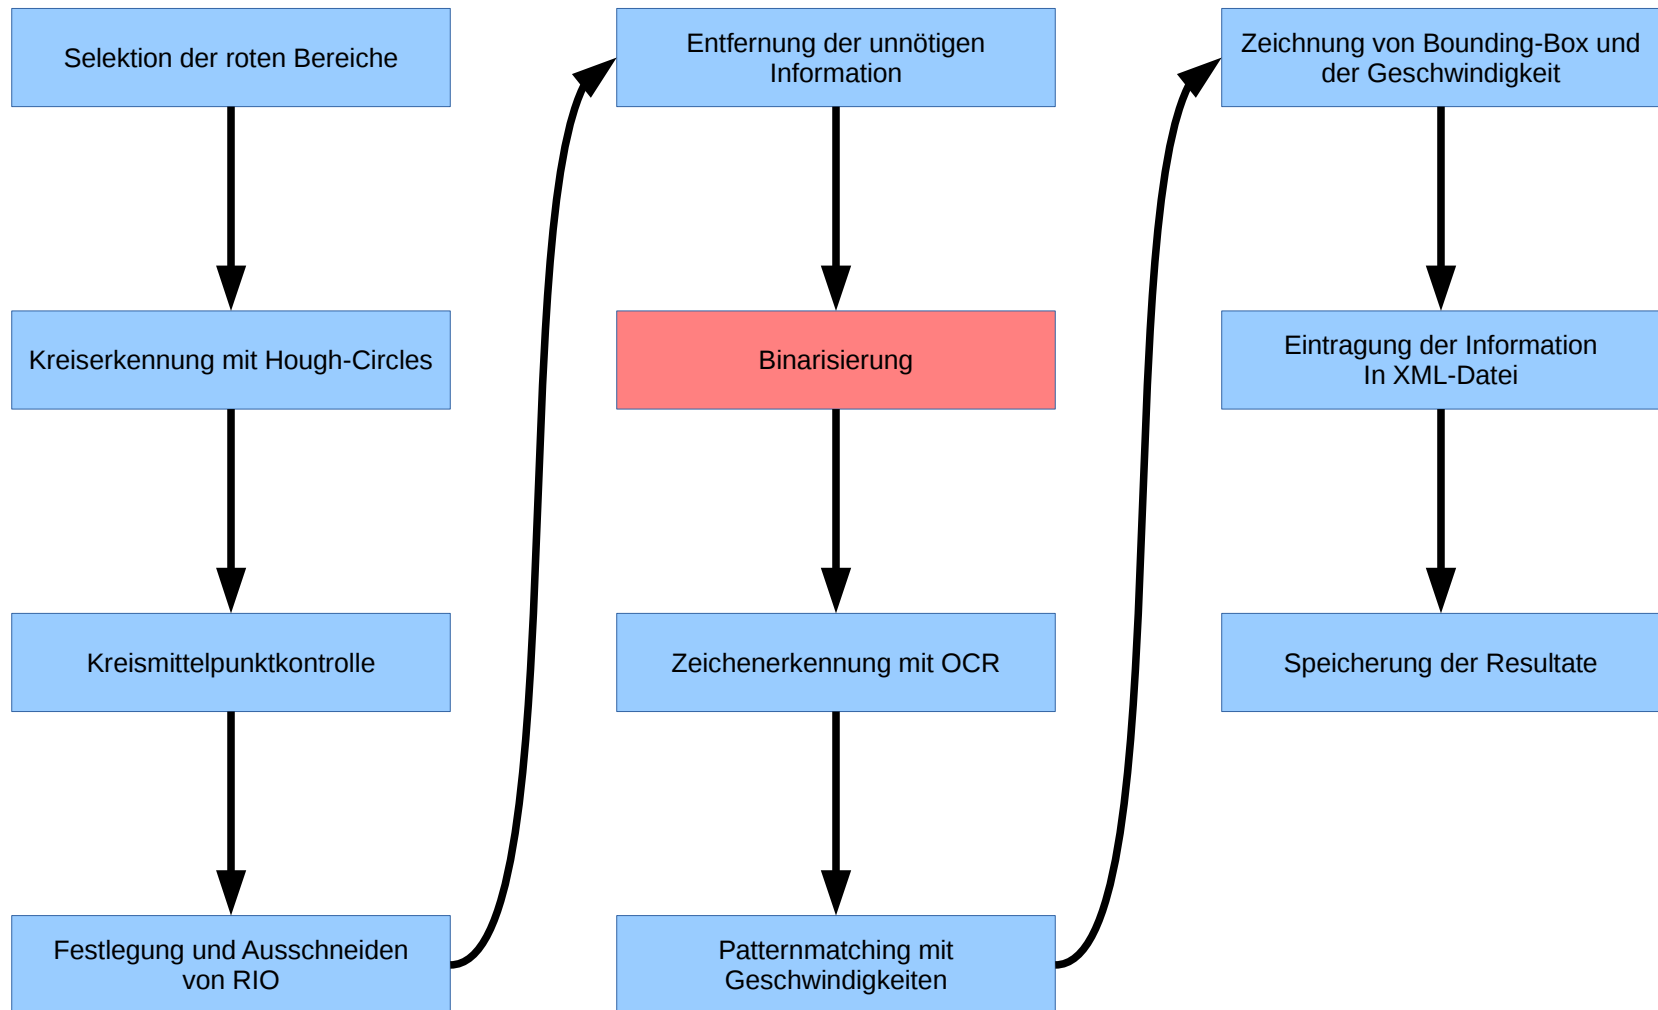 Selektion der roten Bereiche
Kreiserkennung mit Hough-Circles
Kreismittelpunktkontrolle
Festlegung und Ausschneiden
von RIO
Entfernung der unnötigen
Information
Binarisierung
Zeichenerkennung mit OCR
Patternmatching mit
Geschwindigkeiten
Zeichnung von Bounding-Box und
der Geschwindigkeit
Eintragung der Information
In XML-Datei
Speicherung der Resultate